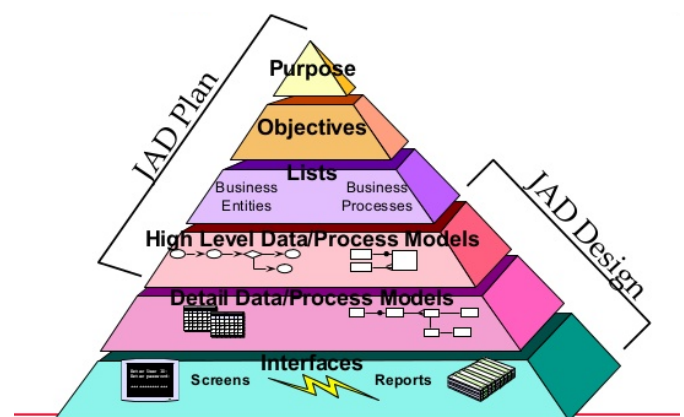 JAD Plan
Purpose
Objectives
Lists
Business Business
Entities Processes
JAD Design
High Level Data/Process Models
Detail Data/Process Models
Interfaces
Screens Reports